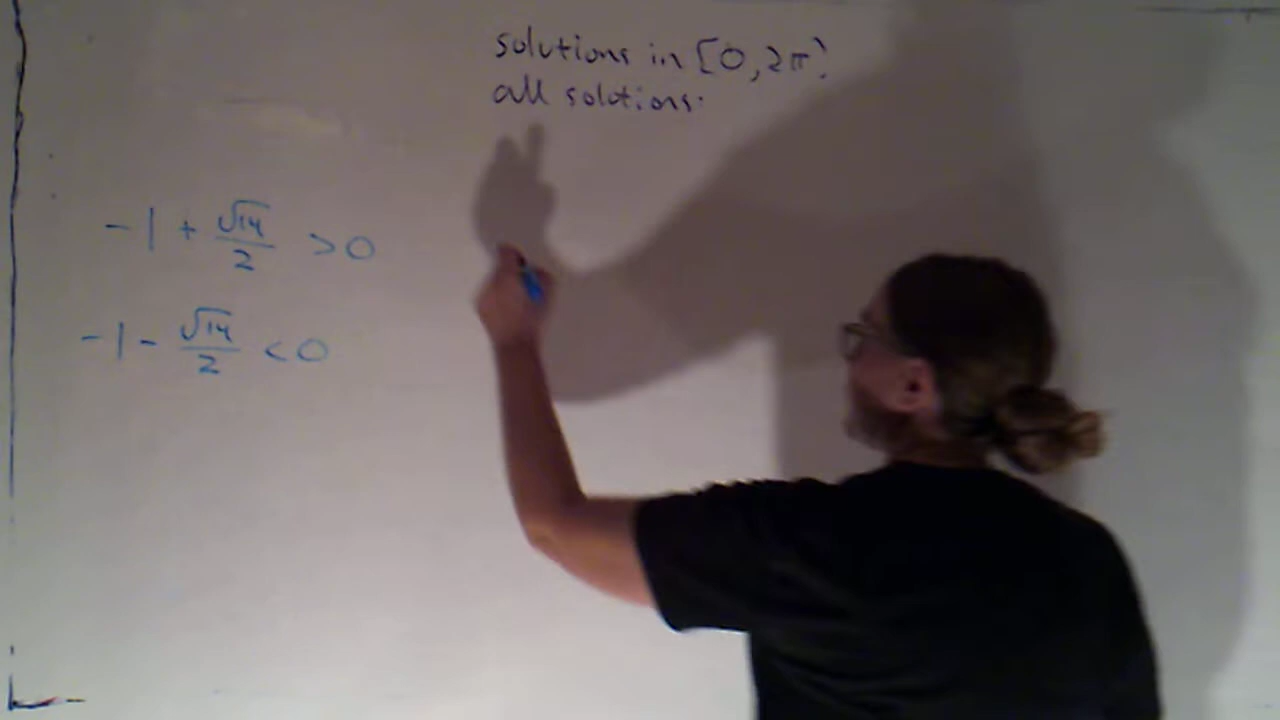 solutions in [0, 2π)
all solutions:
-1 + √14/2 > 0
-1 - √14/2 < 0